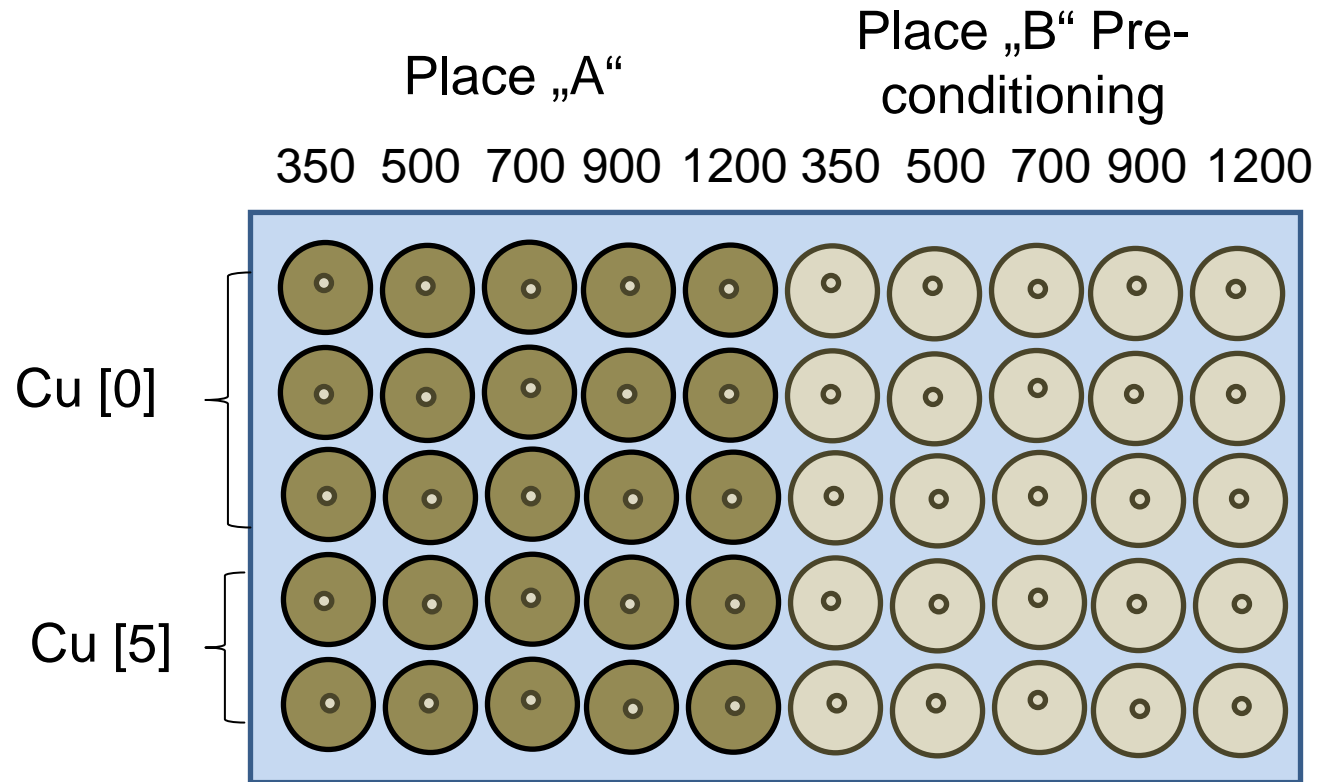 Place „A“
Place „B“ Pre-
conditioning
350 500 700 900 1200 350 500 700 900 1200
Cu [0]
Cu [5]